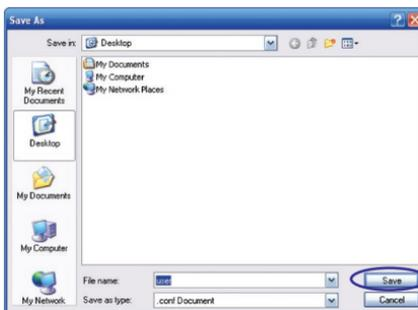 Save As
Save in:
Desktop
My Recent
Documents
Desktop
My Documents
My Computer
My Network
My Documents
My Computer
My Network Places
File name:
user
Save
Save as type:
.conf Document
Cancel